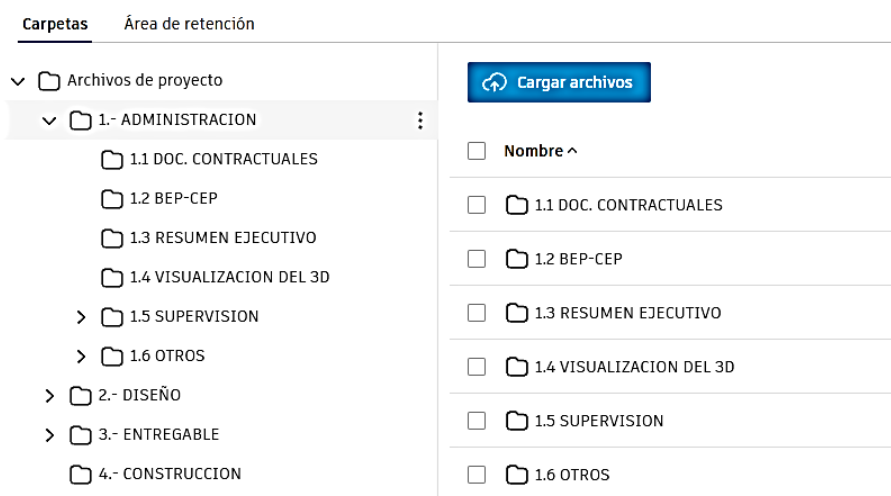 Carpetas
Área de retención
Archivos de proyecto
1.- ADMINISTRACION
1.1 DOC. CONTRACTUALES
1.2 BEP-CEP
1.3 RESUMEN EJECUTIVO
1.4 VISUALIZACION DEL 3D
1.5 SUPERVISION
1.6 OTROS
2.- DISEÑO
3.- ENTREGABLE
4.- CONSTRUCCION
Cargar archivos
Nombre
1.1 DOC. CONTRACTUALES
1.2 BEP-CEP
1.3 RESUMEN EJECUTIVO
1.4 VISUALIZACION DEL 3D
1.5 SUPERVISION
1.6 OTROS